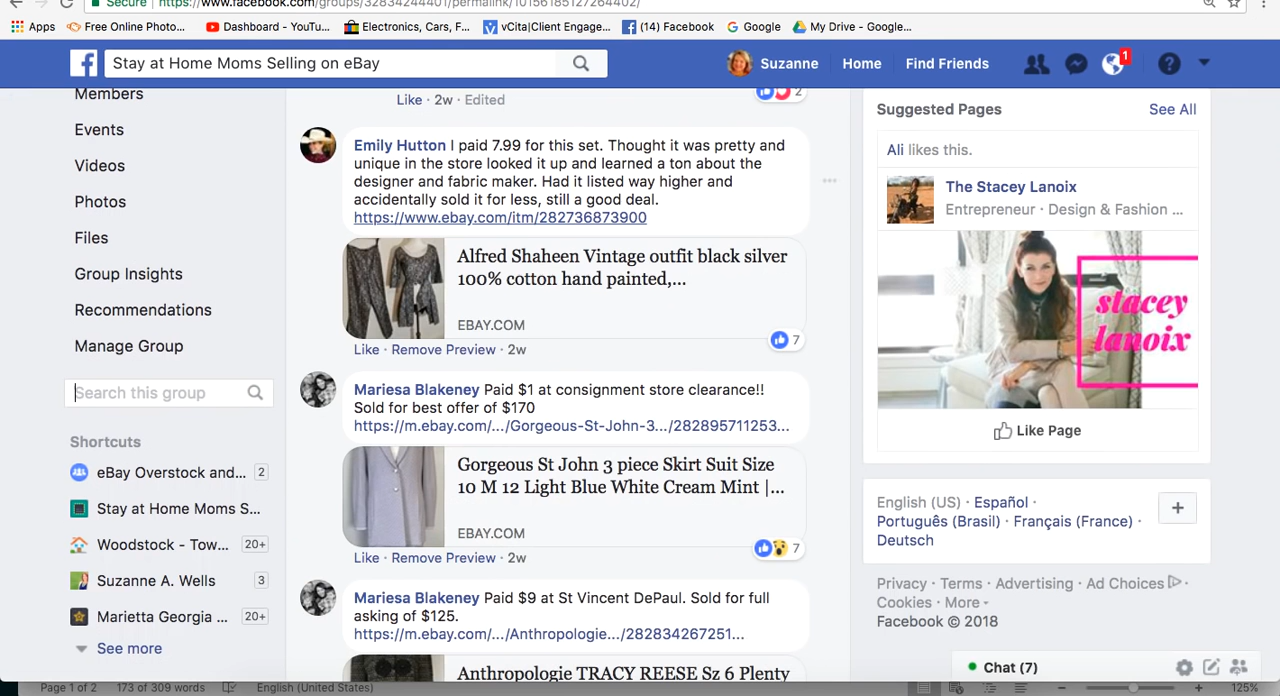 Secure https://www.facebook.com/groups/32834244401/permalink/10156185127264402/
Apps Free Online Photo... Dashboard - YouTu... Electronics, Cars, F... vCita|Client Engage... (14) Facebook Google My Drive - Google...
Stay at Home Moms Selling on eBay
Suzanne Home Find Friends 1
Members
Events
Videos
Photos
Files
Group Insights
Recommendations
Manage Group
Search this group
Shortcuts
eBay Overstock and... 2
Stay at Home Moms S...
Woodstock - Tow... 20+
Suzanne A. Wells 3
Marietta Georgia ... 20+
See more
Like · 2w · Edited
2
Emily Hutton I paid 7.99 for this set. Thought it was pretty and
unique in the store looked it up and learned a ton about the
designer and fabric maker. Had it listed way higher and
accidentally sold it for less, still a good deal.
https://www.ebay.com/itm/282736873900
Alfred Shaheen Vintage outfit black silver
100% cotton hand painted,...
EBAY.COM
7
Like · Remove Preview · 2w
Mariesa Blakeney Paid $1 at consignment store clearance!!
Sold for best offer of $170
https://m.ebay.com/.../Gorgeous-St-John-3.../282895711253...
Gorgeous St John 3 piece Skirt Suit Size
10 M 12 Light Blue White Cream Mint |...
EBAY.COM
7
Like · Remove Preview · 2w
Mariesa Blakeney Paid $9 at St Vincent DePaul. Sold for full
asking of $125.
https://m.ebay.com/.../Anthropologie.../282834267251...
Anthropologie TRACY REESE Sz 6 Plenty
Suggested Pages See All
Ali likes this.
The Stacey Lanoix
Entrepreneur · Design & Fashion ...
stacey
lanoix
Like Page
English (US) · Español ·
Português (Brasil) · Français (France) ·
Deutsch
Privacy · Terms · Advertising · Ad Choices ·
Cookies · More
Facebook © 2018
Chat (7)
Page 1 of 2 173 of 309 words English (United States) 125%